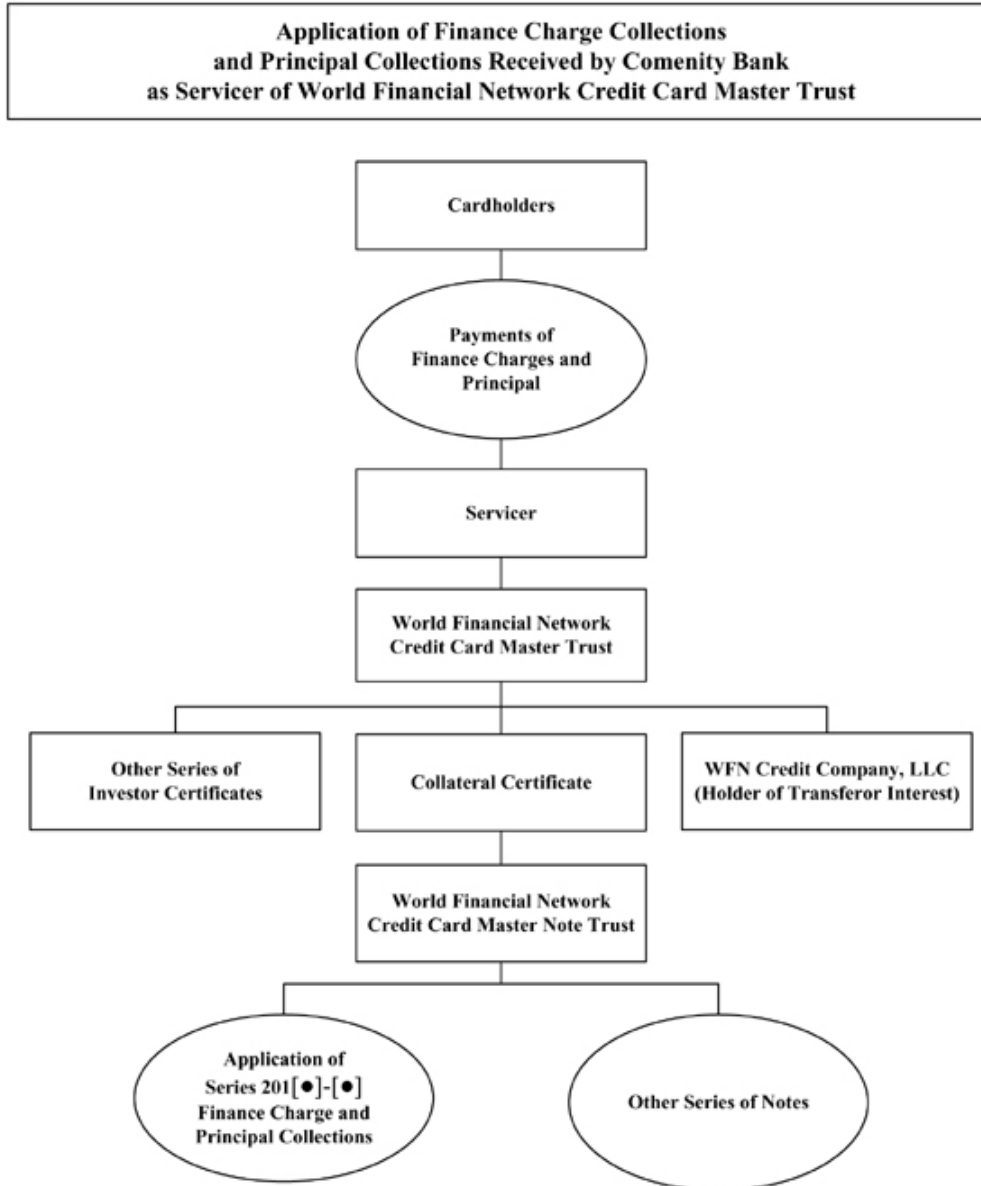 Application of Finance Charge Collections
and Principal Collections Received by Comenity Bank
as Servicer of World Financial Network Credit Card Master Trust
Cardholders
Payments of
Finance Charges and
Principal
Servicer
World Financial Network
Credit Card Master Trust
Other Series of
Investor Certificates
Collateral Certificate
WFN Credit Company, LLC
(Holder of Transferor Interest)
World Financial Network
Credit Card Master Note Trust
Application of
Series 201[●]-[●]
Finance Charge and
Principal Collections
Other Series of Notes